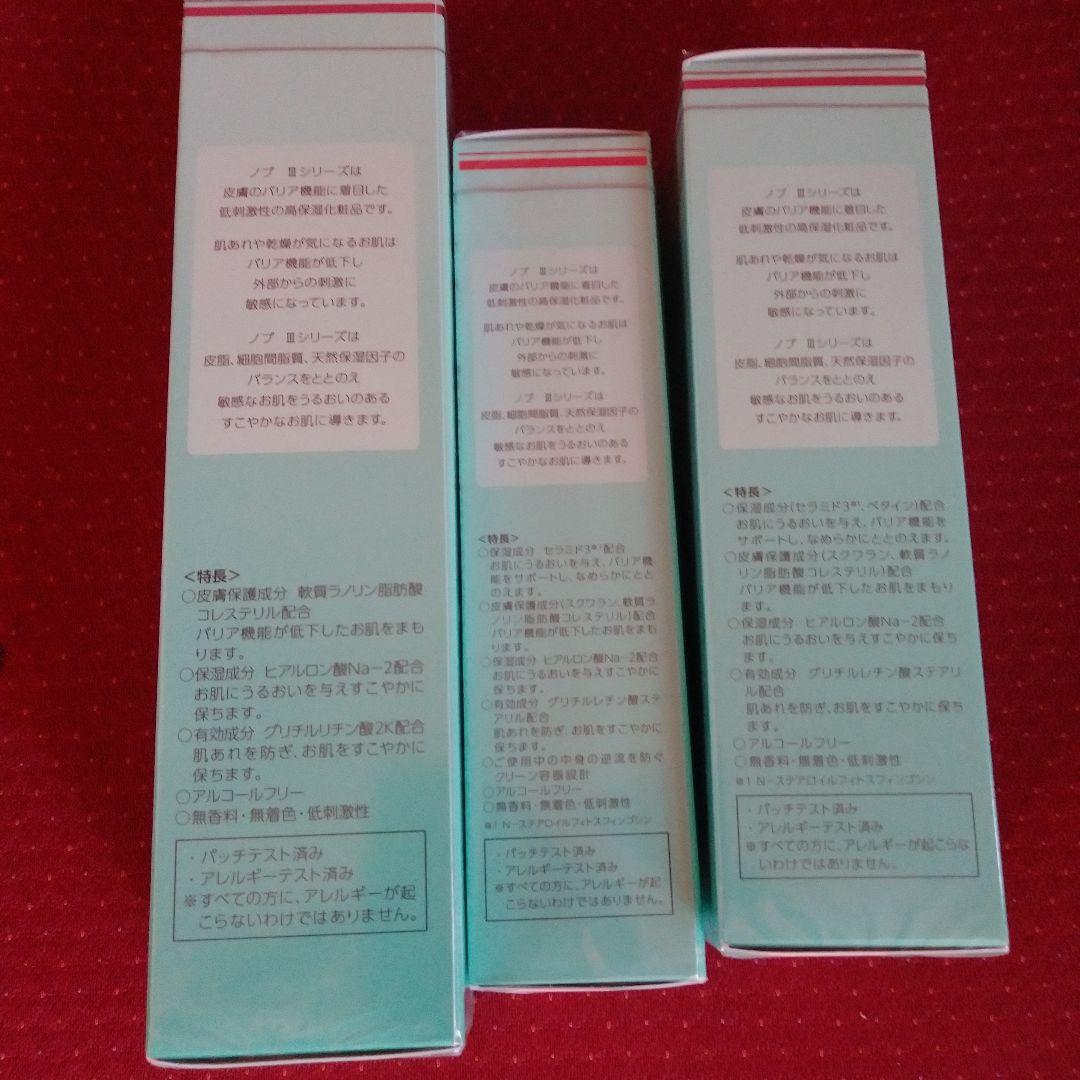 ノブ Ⅲシリーズは
皮膚のバリア機能に着目した
低刺激性の高保湿化粧品です。
肌あれや乾燥が気になるお肌は
バリア機能が低下し
外部からの刺激に
敏感になっています。
ノブ Ⅲシリーズは
皮脂、細胞間脂質、天然保湿因子の
バランスをととのえ
敏感なお肌をうるおいのある
すこやかなお肌に導きます。
<特長>
○皮膚保護成分 軟質ラノリン脂肪酸
コレステリル配合
バリア機能が低下したお肌をまも
ります。
○保湿成分 ヒアルロン酸Na-2配合
お肌にうるおいを与えすこやかに
保ちます。
○有効成分 グリチルリチン酸2K配合
肌あれを防ぎ、お肌をすこやかに
保ちます。
○アルコールフリー
○無香料・無着色・低刺激性
・パッチテスト済み
・アレルギーテスト済み
※すべての方に、アレルギーが起
こらないわけではありません。
ノブ Ⅲシリーズは
皮膚のバリア機能に着目した
低刺激性の高保湿化粧品です。
肌あれや乾燥が気になるお肌は
バリア機能が低下し
外部からの刺激に
敏感になっています。
ノブ Ⅲシリーズは
皮脂、細胞間脂質、天然保湿因子の
バランスをととのえ
敏感なお肌をうるおいのある
すこやかなお肌に導きます。
<特長>
○保湿成分 セラミド3※1配合
お肌にうるおいを与え、バリア機
能をサポートし、なめらかにとと
のえます。
○皮膚保護成分(スクワラン、軟質ラ
ノリン脂肪酸コレステリル)配合
バリア機能が低下したお肌をまも
ります。
○保湿成分 ヒアルロン酸Na-2配合
お肌にうるおいを与えすこやかに
保ちます。
○有効成分 グリチルレチン酸ステア
リル配合
肌あれを防ぎ、お肌をすこやかに
保ちます。
○ご使用中の中身の逆流を防ぐ
クリーン容器設計
○アルコールフリー
○無香料・無着色・低刺激性
※1 N-ステアロイルフィトスフィンゴシン
・パッチテスト済み
・アレルギーテスト済み
※すべての方に、アレルギーが起
こらないわけではありません。
ノブ Ⅲシリーズは
皮膚のバリア機能に着目した
低刺激性の高保湿化粧品です。
肌あれや乾燥が気になるお肌は
バリア機能が低下し
外部からの刺激に
敏感になっています。
ノブ Ⅲシリーズは
皮脂、細胞間脂質、天然保湿因子の
バランスをととのえ
敏感なお肌をうるおいのある
すこやかなお肌に導きます。
<特長>
○保湿成分(セラミド3※1、ベタイン)配合
お肌にうるおいを与え、バリア機能を
サポートし、なめらかにととのえます。
○皮膚保護成分(スクワラン、軟質ラノ
リン脂肪酸コレステリル)配合
バリア機能が低下したお肌をまもり
ます。
○保湿成分 ヒアルロン酸Na-2配合
お肌にうるおいを与えすこやかに保ち
ます。
○有効成分 グリチルレチン酸ステアリ
ル配合
肌あれを防ぎ、お肌をすこやかに保ち
ます。
○アルコールフリー
○無香料・無着色・低刺激性
※1 N-ステアロイルフィトスフィンゴシン
・パッチテスト済み
・アレルギーテスト済み
※すべての方に、アレルギーが起こらな
いわけではありません。